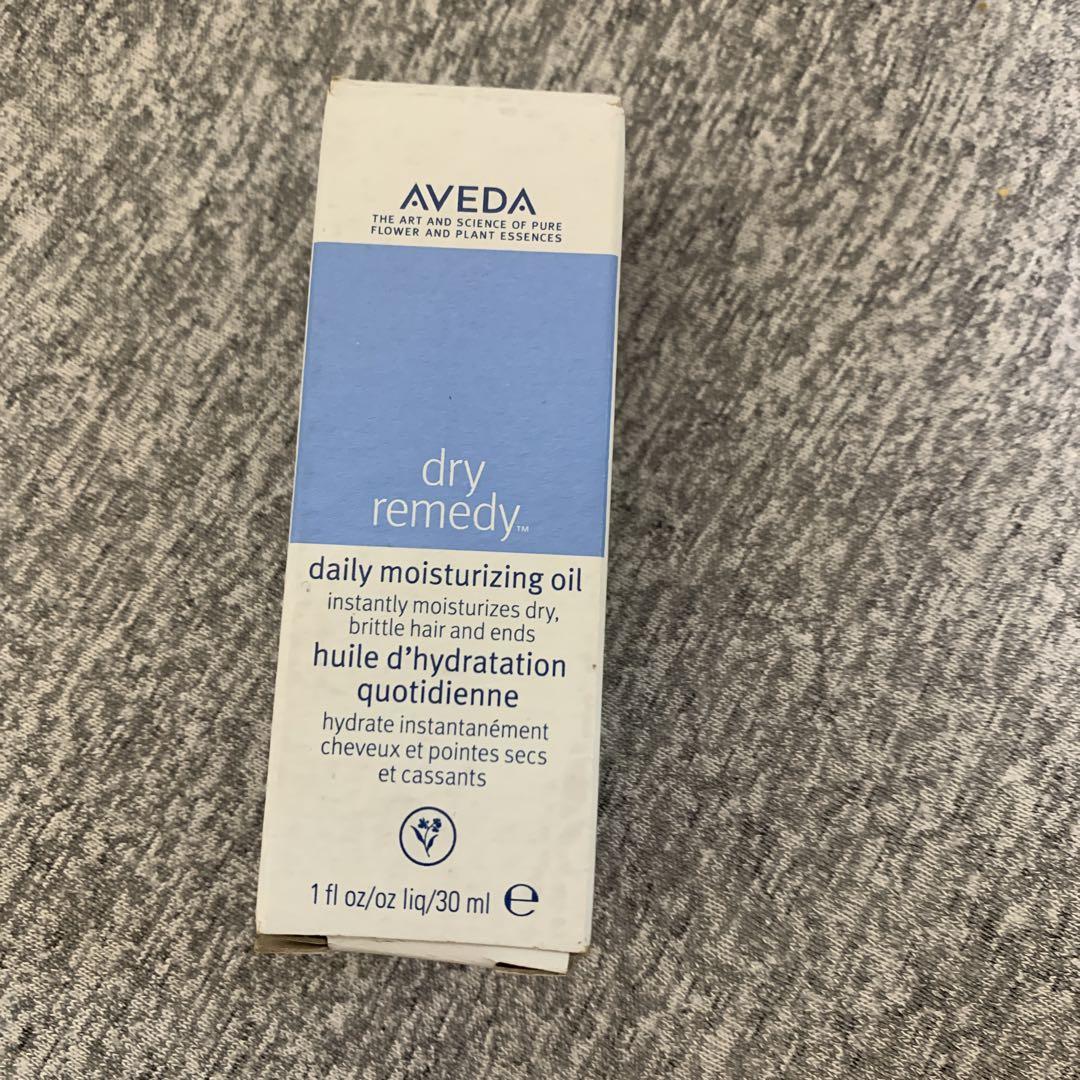 AVEDA
THE ART AND SCIENCE OF PURE
FLOWER AND PLANT ESSENCES
dry
remedy™
daily moisturizing oil
instantly moisturizes dry,
brittle hair and ends
huile d'hydratation
quotidienne
hydrate instantanément
cheveux et pointes secs
et cassants
1 fl oz/oz liq/30 ml ℮